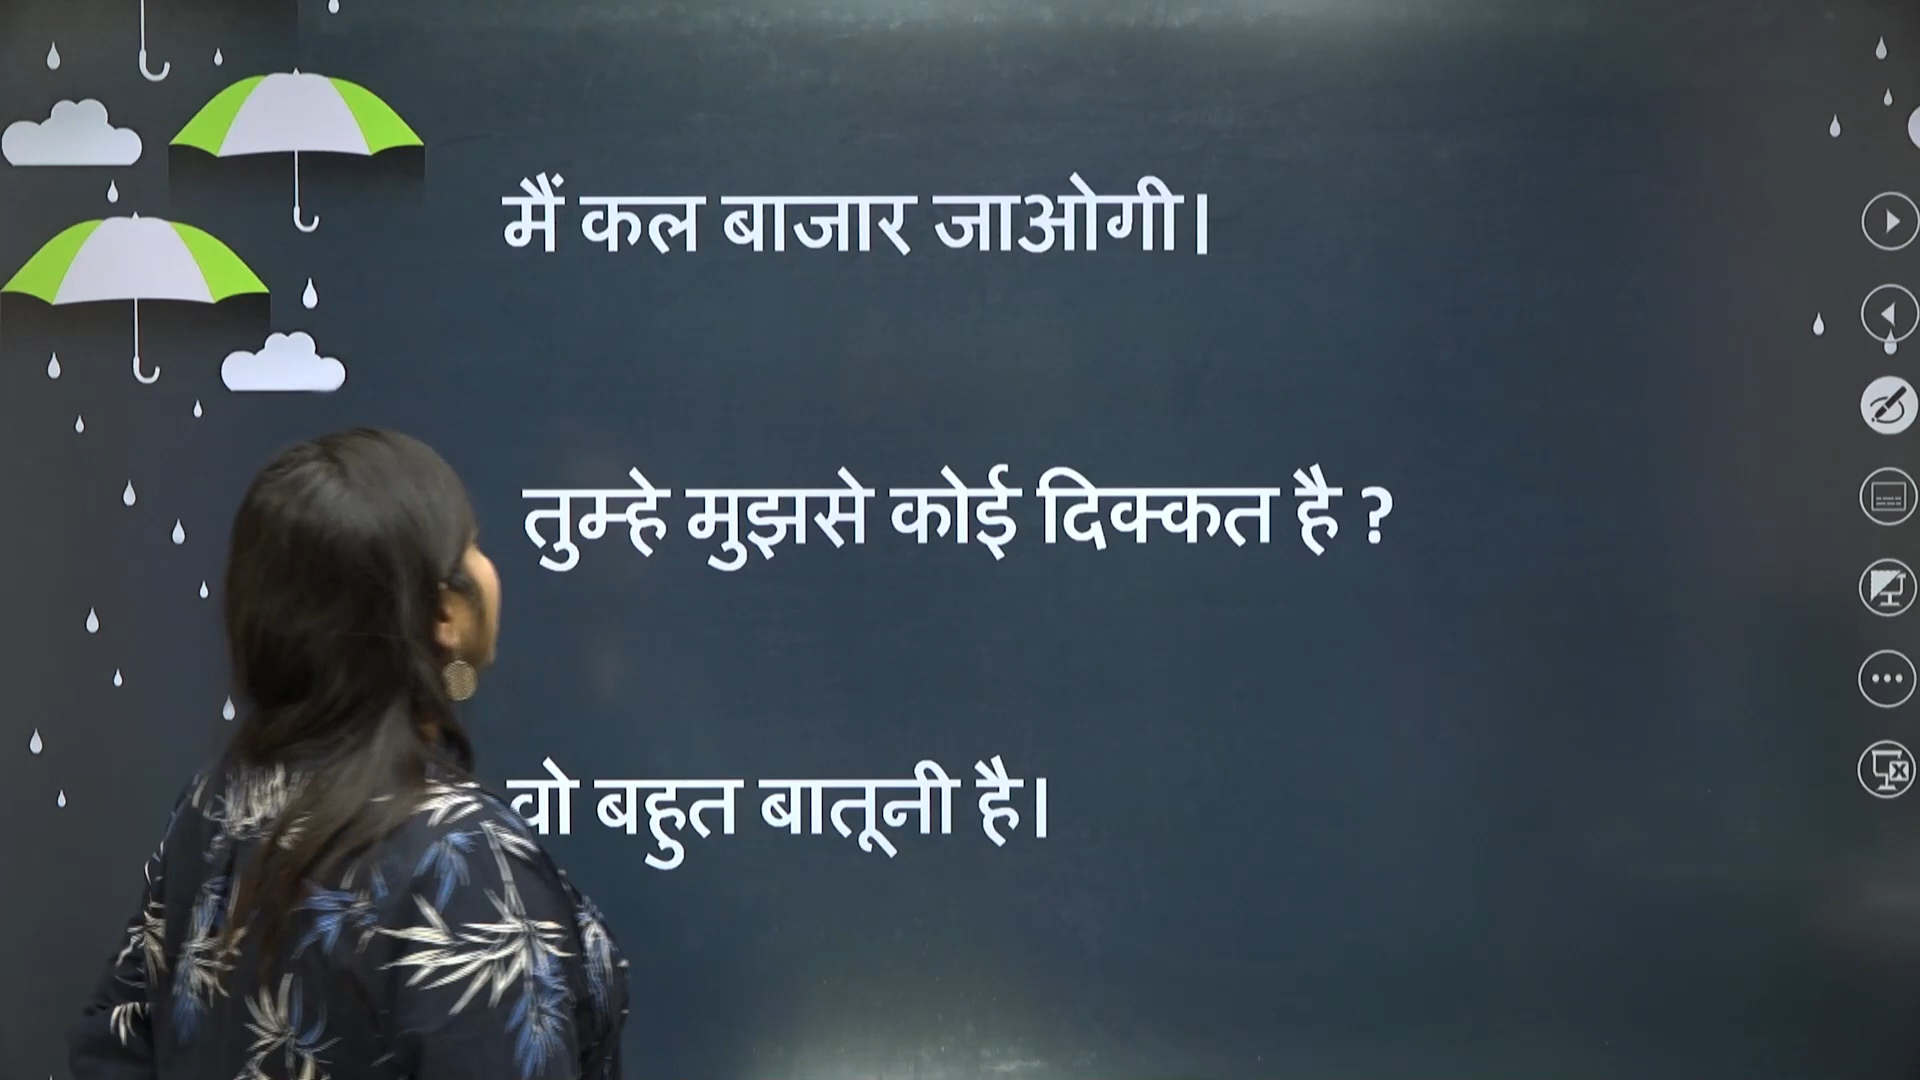 मैं कल बाजार जाओगी।
तुम्हे मुझसे कोई दिक्कत है ?
वो बहुत बातूनी है।